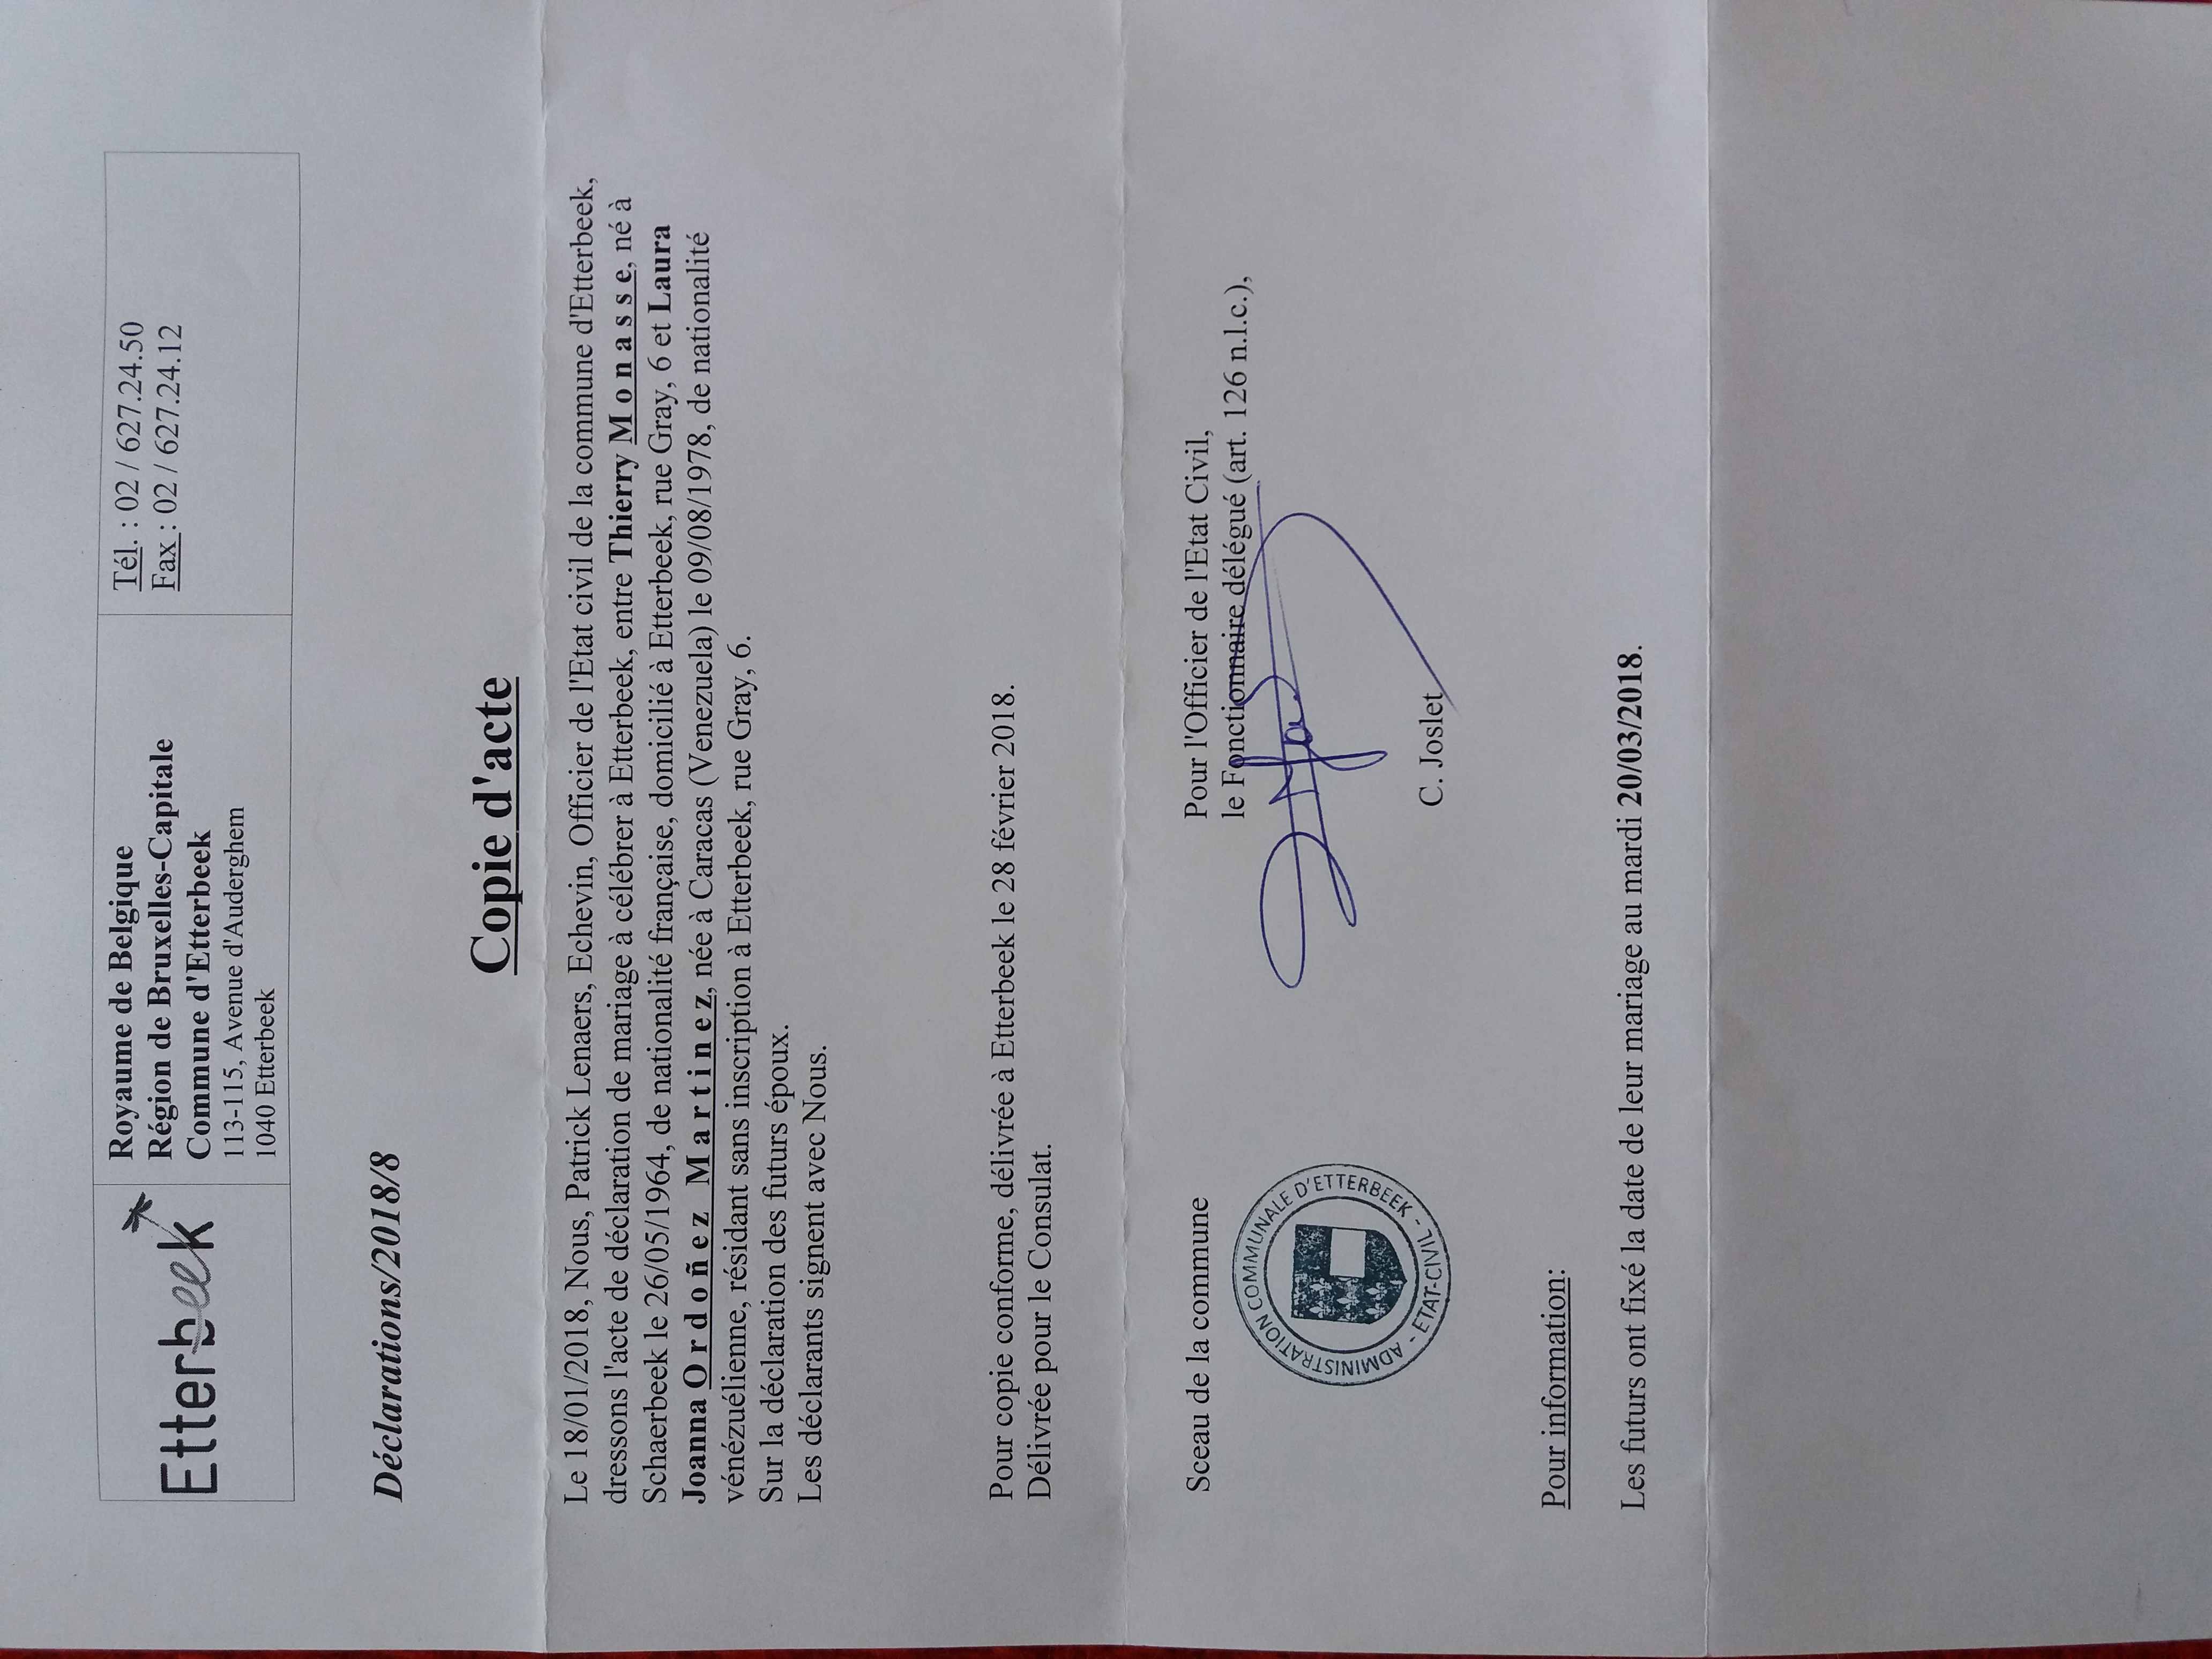 Etterbeek
Royaume de Belgique
Région de Bruxelles-Capitale
Commune d'Etterbeek
113-115, Avenue d'Auderghem
1040 Etterbeek
Tél. : 02 / 627.24.50
Fax : 02 / 627.24.12
Déclarations/2018/8
Copie d'acte
Le 18/01/2018, Nous, Patrick Lenaers, Echevin, Officier de l'Etat civil de la commune d'Etterbeek,
dressons l'acte de déclaration de mariage à célébrer à Etterbeek, entre Thierry Monasse, né à
Schaerbeek le 26/05/1964, de nationalité française, domicilié à Etterbeek, rue Gray, 6 et Laura
Joanna Ordoñez Martinez, née à Caracas (Venezuela) le 09/08/1978, de nationalité
vénézuélienne, résidant sans inscription à Etterbeek, rue Gray, 6.
Sur la déclaration des futurs époux.
Les déclarants signent avec Nous.
Pour copie conforme, délivrée à Etterbeek le 28 février 2018.
Délivrée pour le Consulat.
Sceau de la commune
ADMINISTRATION COMMUNALE D'ETTERBEEK
- ETAT-CIVIL -
Pour l'Officier de l'Etat Civil,
le Fonctionnaire délégué (art. 126 n.l.c.),
C. Joslet
Pour information:
Les futurs ont fixé la date de leur mariage au mardi 20/03/2018.